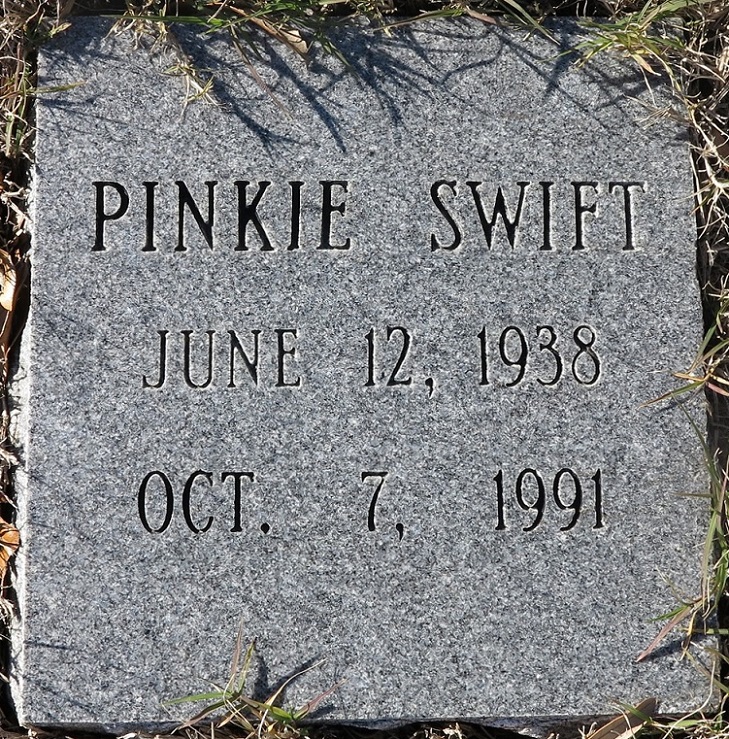 PINKIE SWIFT
JUNE 12, 1938
OCT. 7, 1991